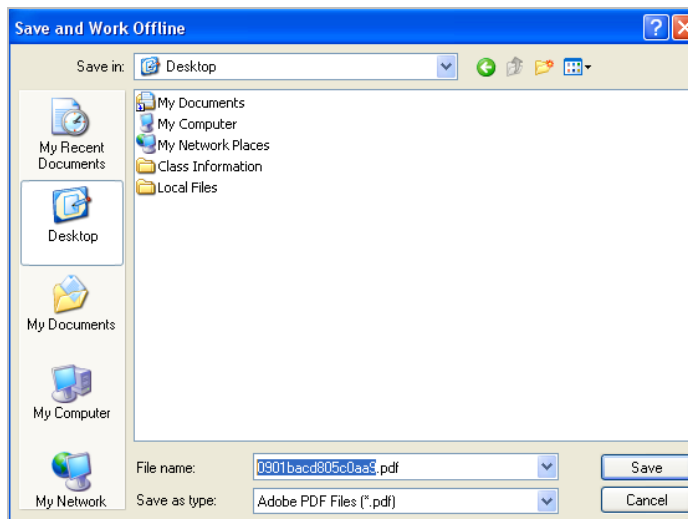 Save and Work Offline
Save in:
Desktop
My Documents
My Computer
My Network Places
Class Information
Local Files
My Recent
Documents
Desktop
My Documents
My Computer
My Network
File name:
0901bacd805c0aa9.pdf
Save
Save as type:
Adobe PDF Files (*.pdf)
Cancel